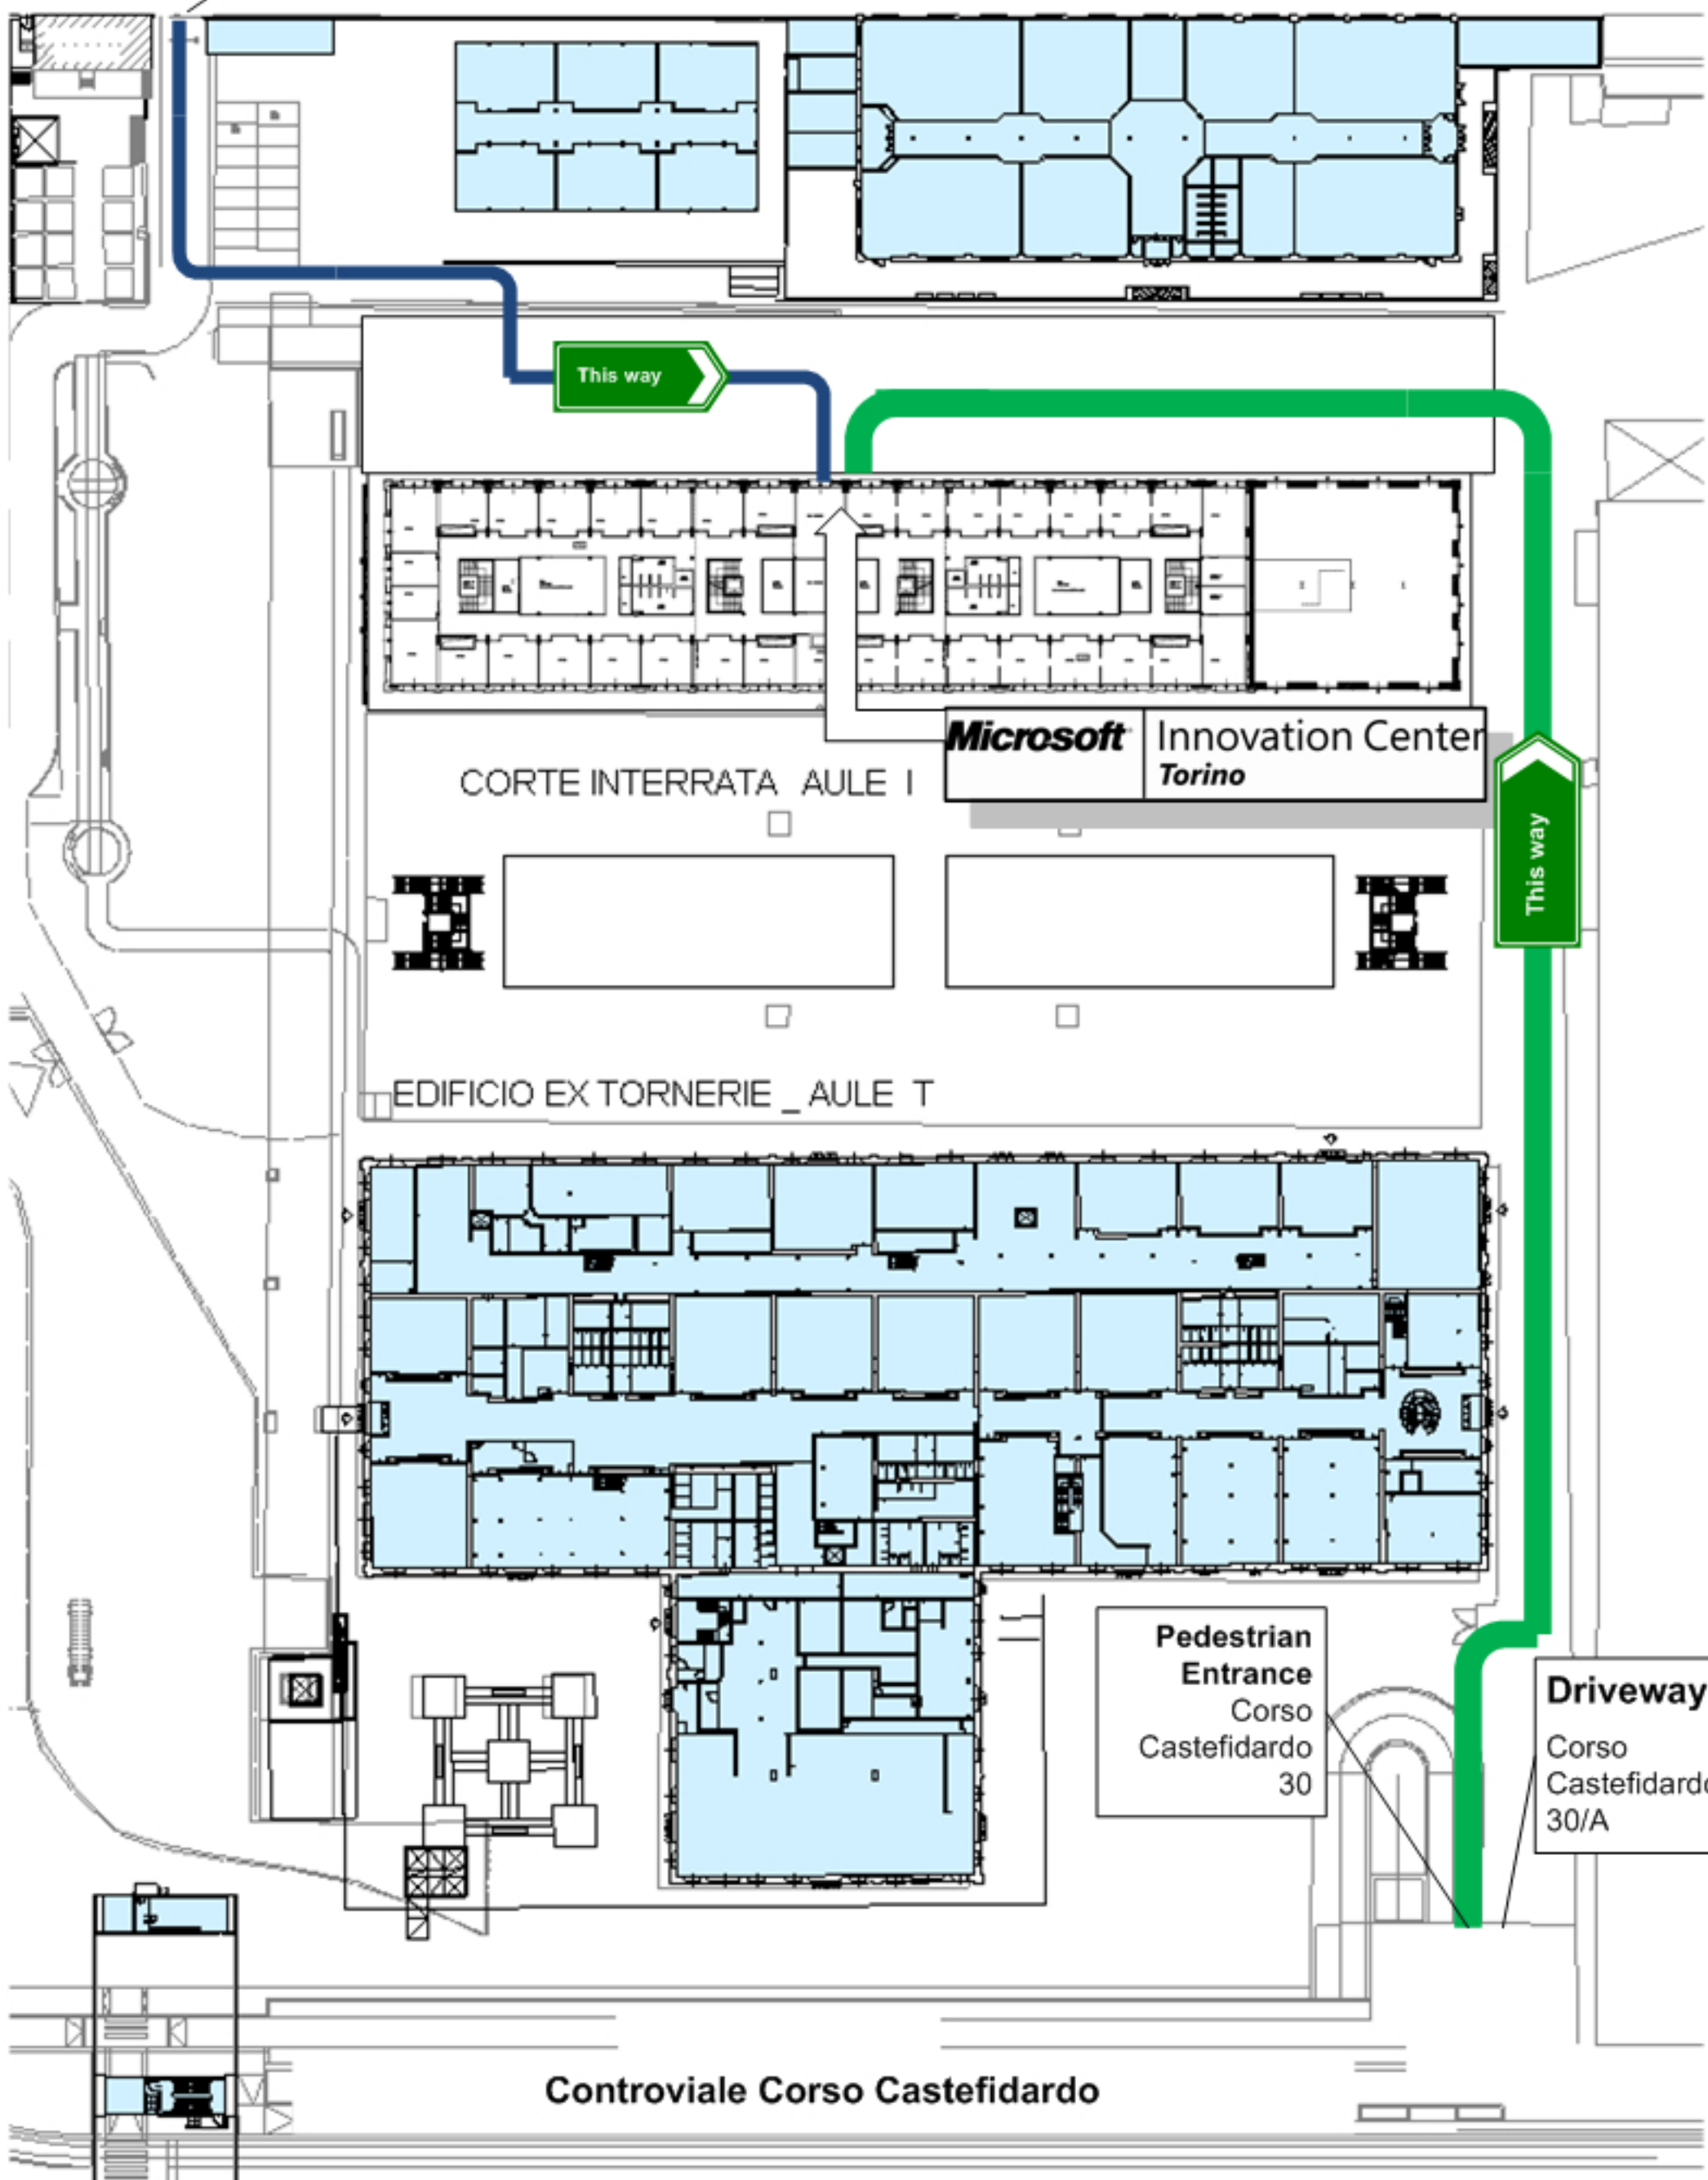 This way
Microsoft Innovation Center
Torino
CORTE INTERRATA AULE I
This way
EDIFICIO EX TORNERIE _ AULE T
Pedestrian
Entrance
Corso
Castefidardo
30
Driveway
Corso
Castefidardo
30/A
Controviale Corso Castefidardo